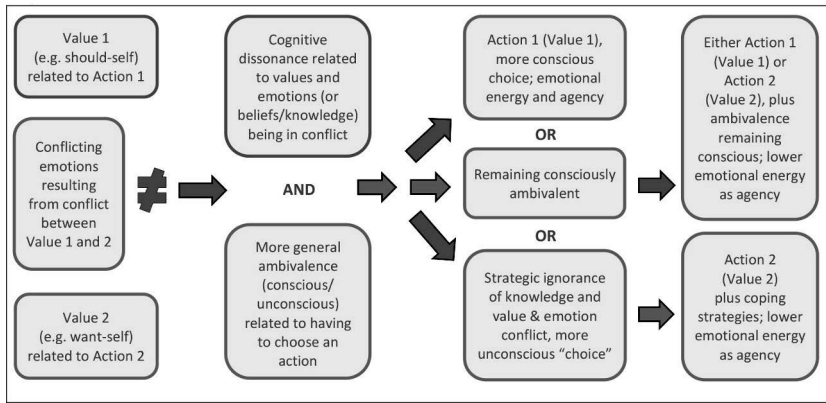 Value 1
(e.g. should-self)
related to Action 1
Conflicting
emotions
resulting
from conflict
between
Value 1 and 2
≠
Value 2
(e.g. want-self)
related to Action 2
Cognitive
dissonance related
to values and
emotions (or
beliefs/knowledge)
being in conflict
AND
More general
ambivalence
(conscious/
unconscious)
related to having
to choose an
action
Action 1 (Value 1),
more conscious
choice; emotional
energy and agency
OR
Remaining consciously
ambivalent
OR
Strategic ignorance
of knowledge and
value & emotion
conflict, more
unconscious “choice”
Either Action 1
(Value 1) or
Action 2
(Value 2), plus
ambivalence
remaining
conscious; lower
emotional energy
as agency
Action 2
(Value 2)
plus coping
strategies; lower
emotional energy
as agency